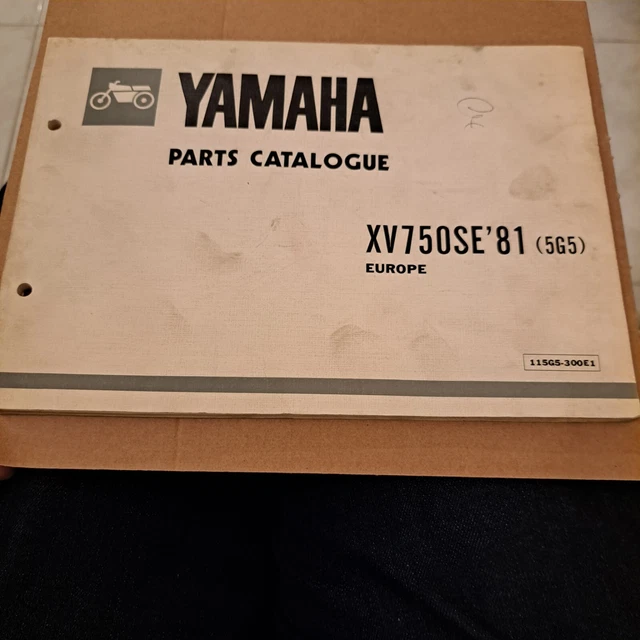 YAMAHA
PARTS CATALOGUE
XV750SE'81 (5G5)
EUROPE
115G5-300E1